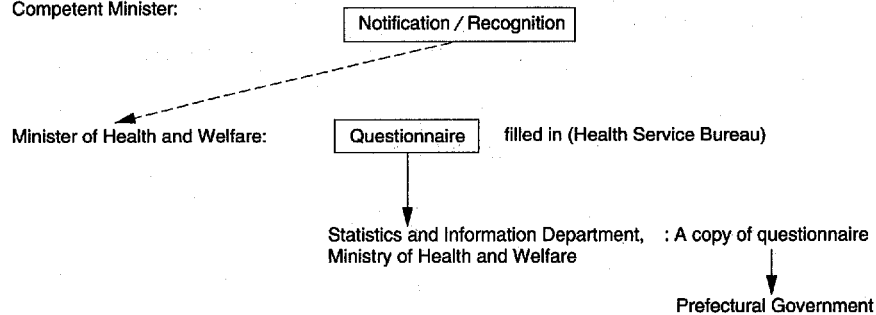 Competent Minister:
Notification / Recognition
Minister of Health and Welfare: Questionnaire filled in (Health Service Bureau)
Statistics and Information Department, : A copy of questionnaire
Ministry of Health and Welfare
Prefectural Government